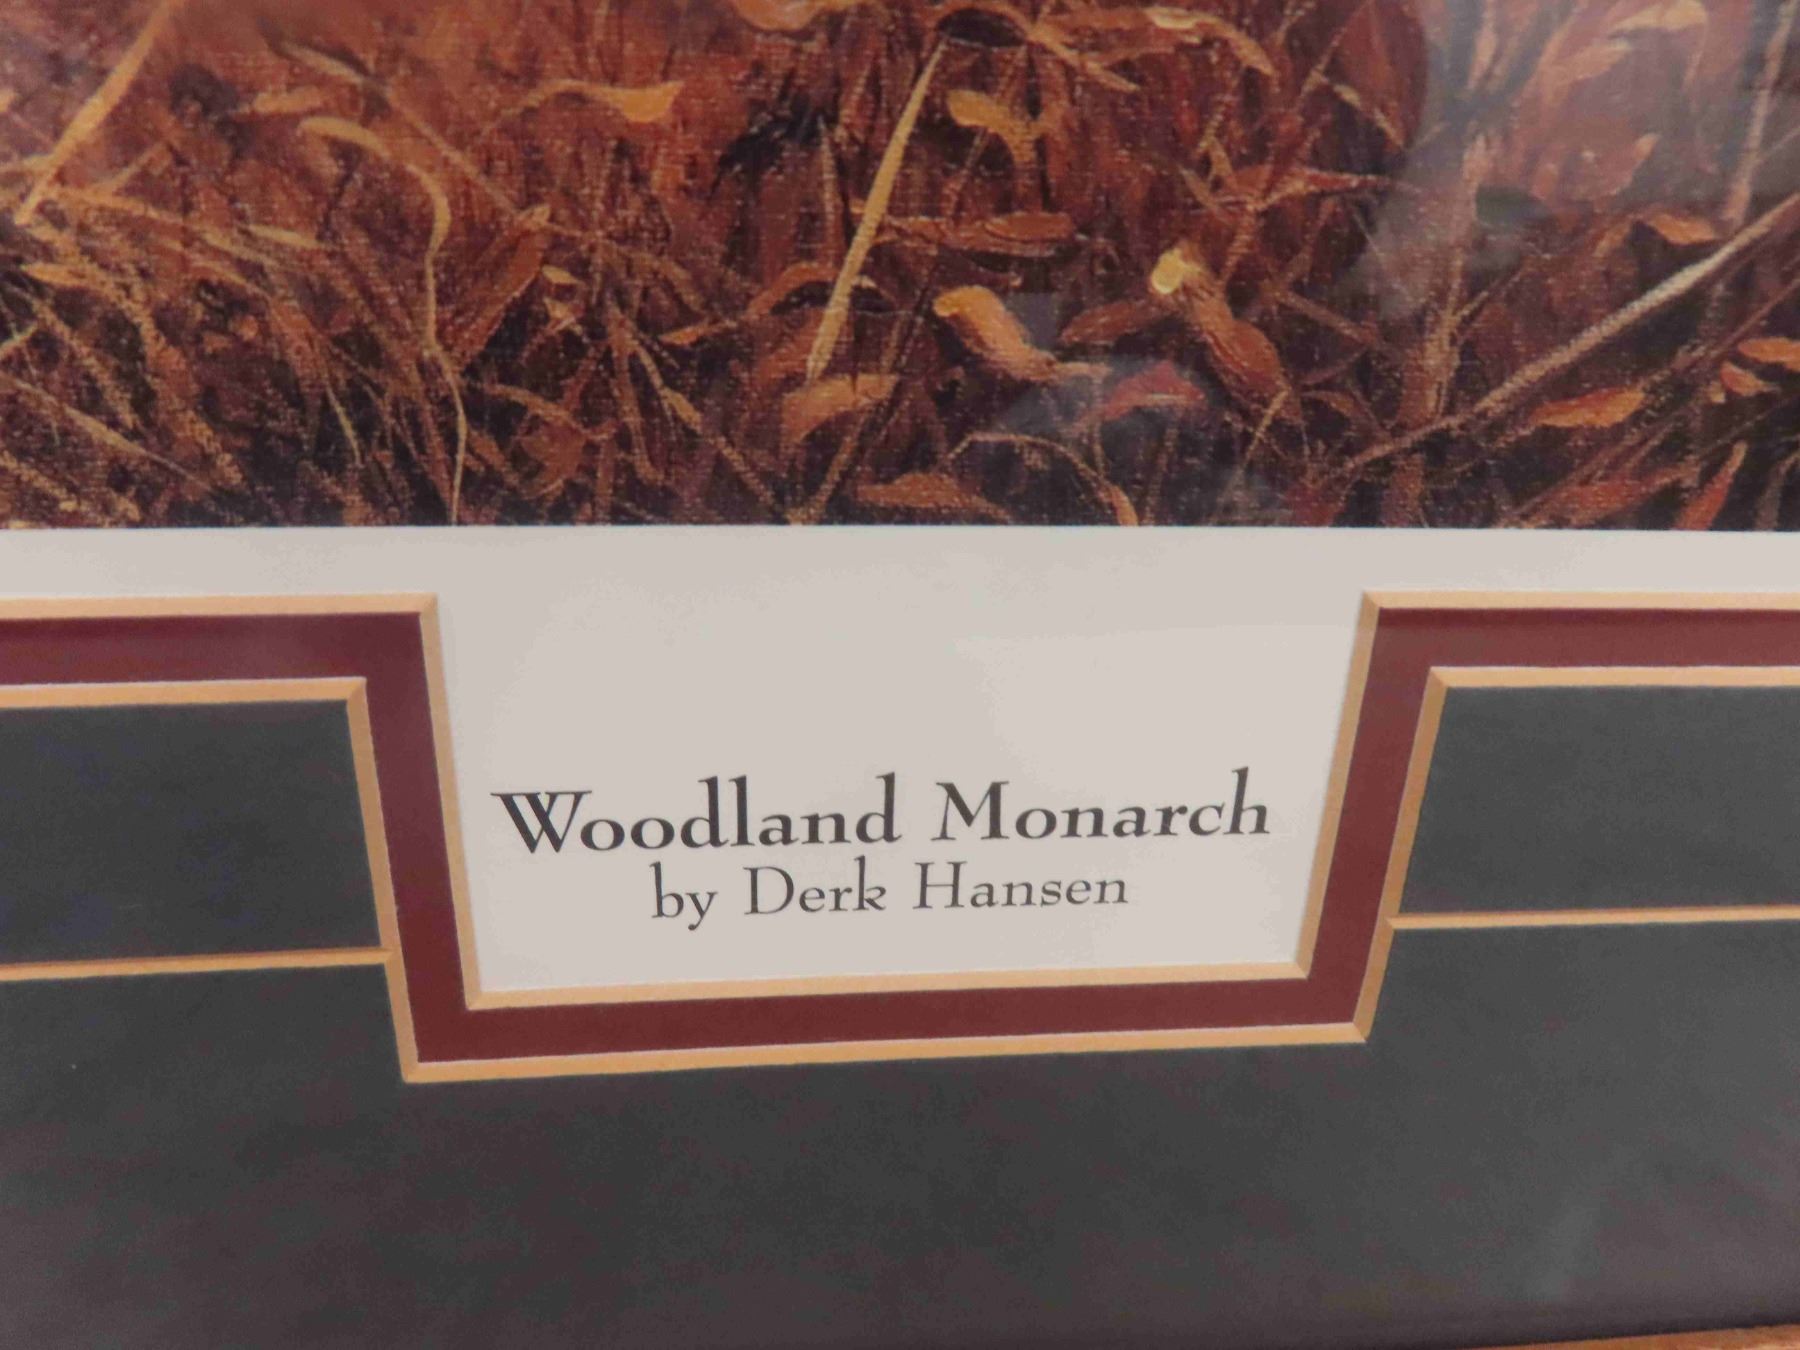 Woodland Monarch
by Derk Hansen